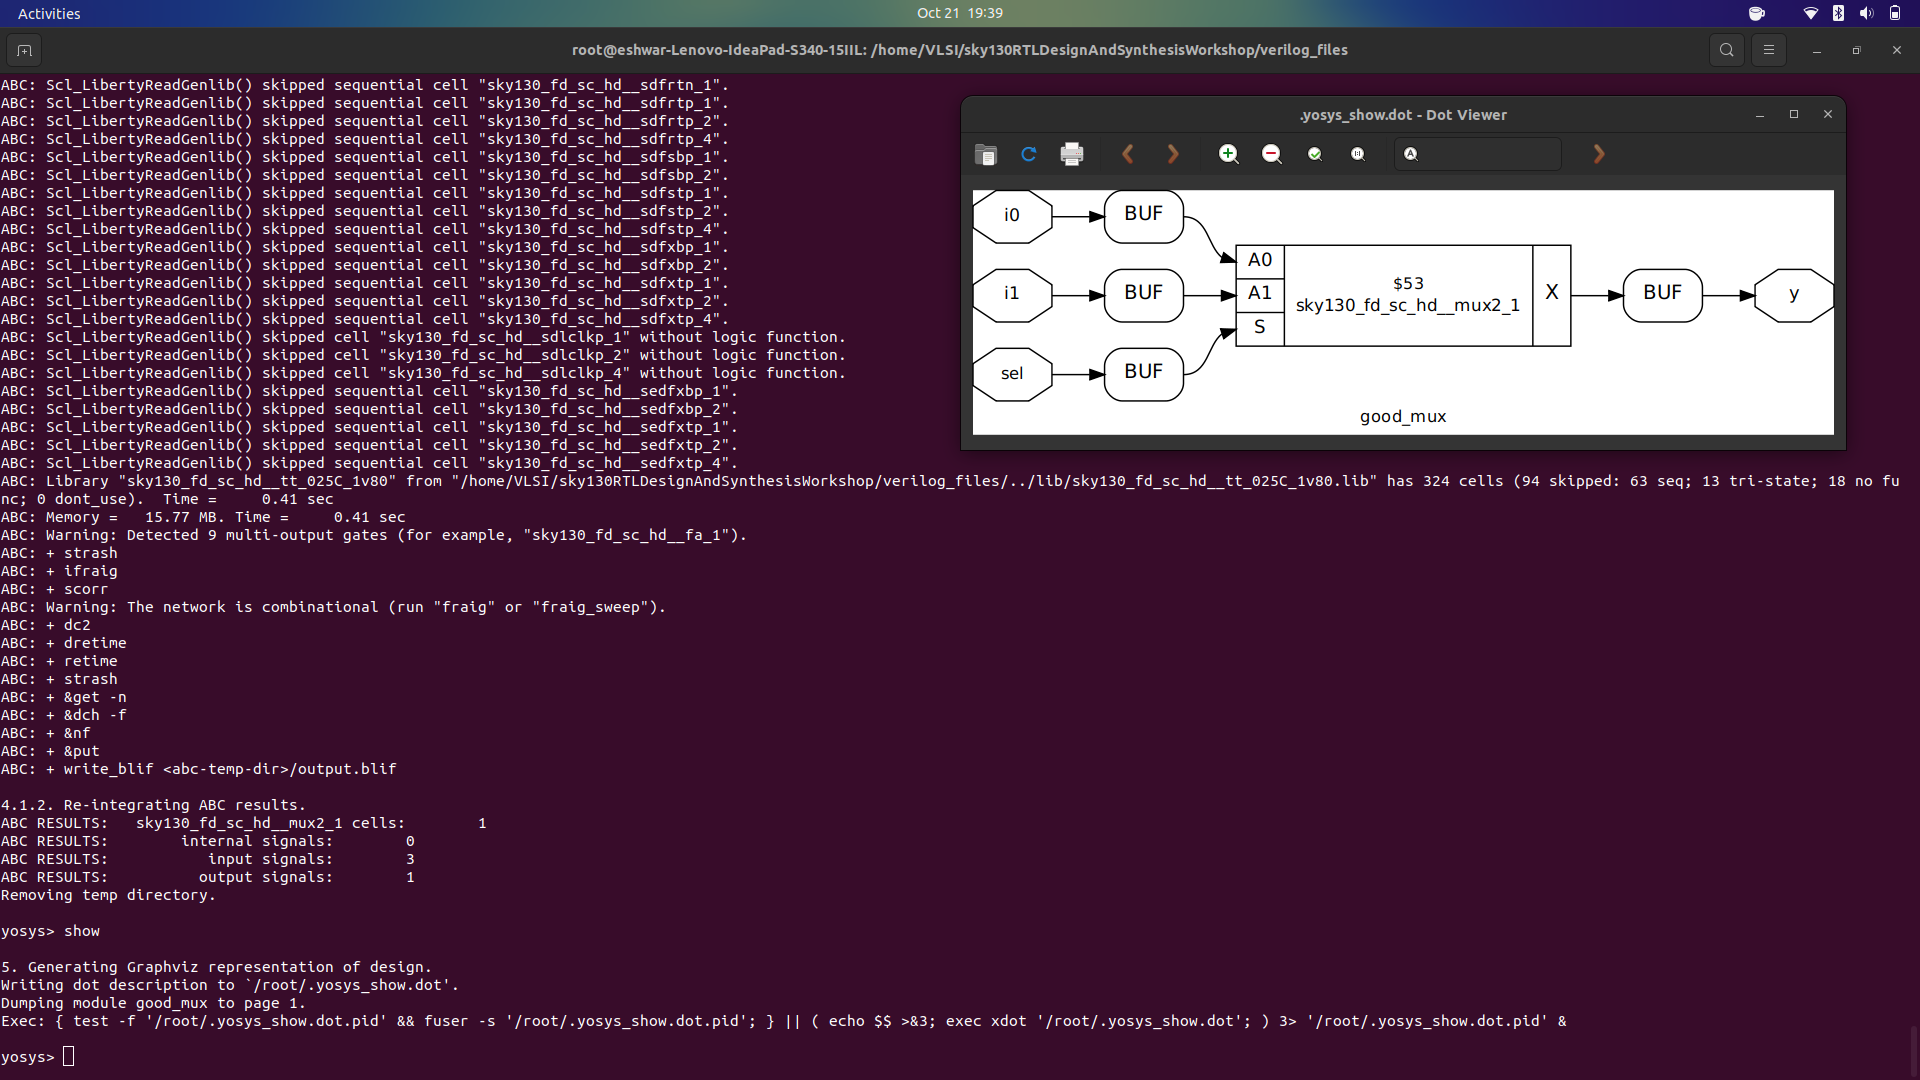 Activities
Oct 21 19:39
root@eshwar-Lenovo-IdeaPad-S340-15IIL: /home/VLSI/sky130RTLDesignAndSynthesisWorkshop/verilog_files
ABC: Scl_LibertyReadGenlib() skipped sequential cell "sky130_fd_sc_hd__sdfrtn_1".
ABC: Scl_LibertyReadGenlib() skipped sequential cell "sky130_fd_sc_hd__sdfrtp_1".
ABC: Scl_LibertyReadGenlib() skipped sequential cell "sky130_fd_sc_hd__sdfrtp_2".
ABC: Scl_LibertyReadGenlib() skipped sequential cell "sky130_fd_sc_hd__sdfrtp_4".
ABC: Scl_LibertyReadGenlib() skipped sequential cell "sky130_fd_sc_hd__sdfsbp_1".
ABC: Scl_LibertyReadGenlib() skipped sequential cell "sky130_fd_sc_hd__sdfsbp_2".
ABC: Scl_LibertyReadGenlib() skipped sequential cell "sky130_fd_sc_hd__sdfstp_1".
ABC: Scl_LibertyReadGenlib() skipped sequential cell "sky130_fd_sc_hd__sdfstp_2".
ABC: Scl_LibertyReadGenlib() skipped sequential cell "sky130_fd_sc_hd__sdfstp_4".
ABC: Scl_LibertyReadGenlib() skipped sequential cell "sky130_fd_sc_hd__sdfxbp_1".
ABC: Scl_LibertyReadGenlib() skipped sequential cell "sky130_fd_sc_hd__sdfxbp_2".
ABC: Scl_LibertyReadGenlib() skipped sequential cell "sky130_fd_sc_hd__sdfxtp_1".
ABC: Scl_LibertyReadGenlib() skipped sequential cell "sky130_fd_sc_hd__sdfxtp_2".
ABC: Scl_LibertyReadGenlib() skipped sequential cell "sky130_fd_sc_hd__sdfxtp_4".
ABC: Scl_LibertyReadGenlib() skipped cell "sky130_fd_sc_hd__sdlclkp_1" without logic function.
ABC: Scl_LibertyReadGenlib() skipped cell "sky130_fd_sc_hd__sdlclkp_2" without logic function.
ABC: Scl_LibertyReadGenlib() skipped cell "sky130_fd_sc_hd__sdlclkp_4" without logic function.
ABC: Scl_LibertyReadGenlib() skipped sequential cell "sky130_fd_sc_hd__sedfxbp_1".
ABC: Scl_LibertyReadGenlib() skipped sequential cell "sky130_fd_sc_hd__sedfxbp_2".
ABC: Scl_LibertyReadGenlib() skipped sequential cell "sky130_fd_sc_hd__sedfxtp_1".
ABC: Scl_LibertyReadGenlib() skipped sequential cell "sky130_fd_sc_hd__sedfxtp_2".
ABC: Scl_LibertyReadGenlib() skipped sequential cell "sky130_fd_sc_hd__sedfxtp_4".
ABC: Library "sky130_fd_sc_hd__tt_025C_1v80" from "/home/VLSI/sky130RTLDesignAndSynthesisWorkshop/verilog_files/../lib/sky130_fd_sc_hd__tt_025C_1v80.lib" has 324 cells (94 skipped: 63 seq; 13 tri-state; 18 no fu
nc; 0 dont_use).  Time =     0.41 sec
ABC: Memory =   15.77 MB. Time =     0.41 sec
ABC: Warning: Detected 9 multi-output gates (for example, "sky130_fd_sc_hd__fa_1").
ABC: + strash
ABC: + ifraig
ABC: + scorr
ABC: Warning: The network is combinational (run "fraig" or "fraig_sweep").
ABC: + dc2
ABC: + dretime
ABC: + retime
ABC: + strash
ABC: + &get -n
ABC: + &dch -f
ABC: + &nf
ABC: + &put
ABC: + write_blif <abc-temp-dir>/output.blif
4.1.2. Re-integrating ABC results.
ABC RESULTS:   sky130_fd_sc_hd__mux2_1 cells:        1
ABC RESULTS:        internal signals:        0
ABC RESULTS:           input signals:        3
ABC RESULTS:          output signals:        1
Removing temp directory.
yosys> show
5. Generating Graphviz representation of design.
Writing dot description to `/root/.yosys_show.dot'.
Dumping module good_mux to page 1.
Exec: { test -f '/root/.yosys_show.dot.pid' && fuser -s '/root/.yosys_show.dot.pid'; } || ( echo $$ >&3; exec xdot '/root/.yosys_show.dot'; ) 3> '/root/.yosys_show.dot.pid' &
yosys>
.yosys_show.dot - Dot Viewer
i0 BUF
A0
i1 BUF A1 $53 X BUF y
sky130_fd_sc_hd__mux2_1
S
sel BUF
good_mux